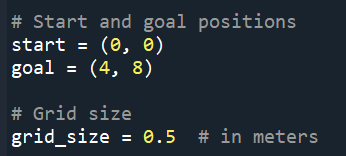 # Start and goal positions
start = (0, 0)
goal = (4, 8)
# Grid size
grid_size = 0.5  # in meters